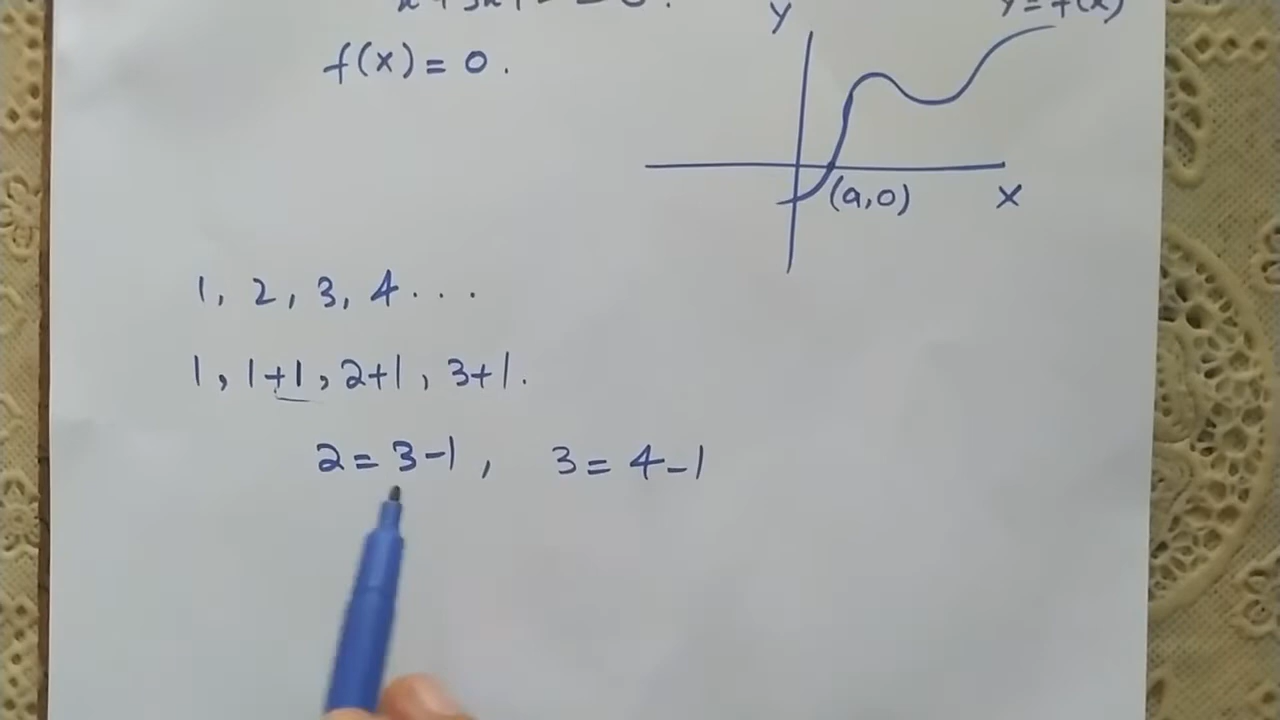 f(x) = 0.
Y
y = f(x)
(a,0)
X
1, 2, 3, 4 . . .
1, 1+1, 2+1, 3+1.
2 = 3-1, 3 = 4-1